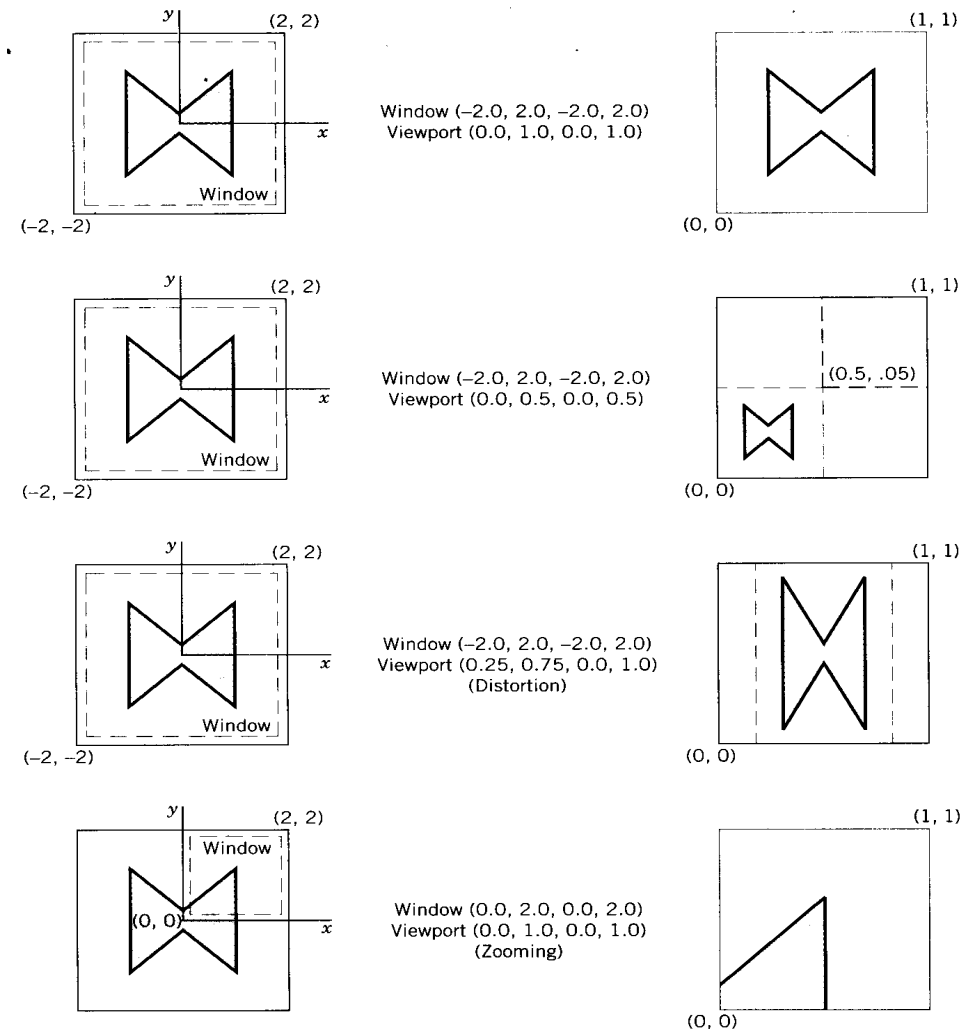 y
(2, 2)
x
Window
(–2, –2)
Window (–2.0, 2.0, –2.0, 2.0)
Viewport (0.0, 1.0, 0.0, 1.0)
(1, 1)
(0, 0)
y
(2, 2)
x
Window
(–2, –2)
Window (–2.0, 2.0, –2.0, 2.0)
Viewport (0.0, 0.5, 0.0, 0.5)
(1, 1)
(0.5, .05)
(0, 0)
y
(2, 2)
x
Window
(–2, –2)
Window (–2.0, 2.0, –2.0, 2.0)
Viewport (0.25, 0.75, 0.0, 1.0)
(Distortion)
(1, 1)
(0, 0)
y
(2, 2)
Window
(0, 0)
x
Window (0.0, 2.0, 0.0, 2.0)
Viewport (0.0, 1.0, 0.0, 1.0)
(Zooming)
(1, 1)
(0, 0)